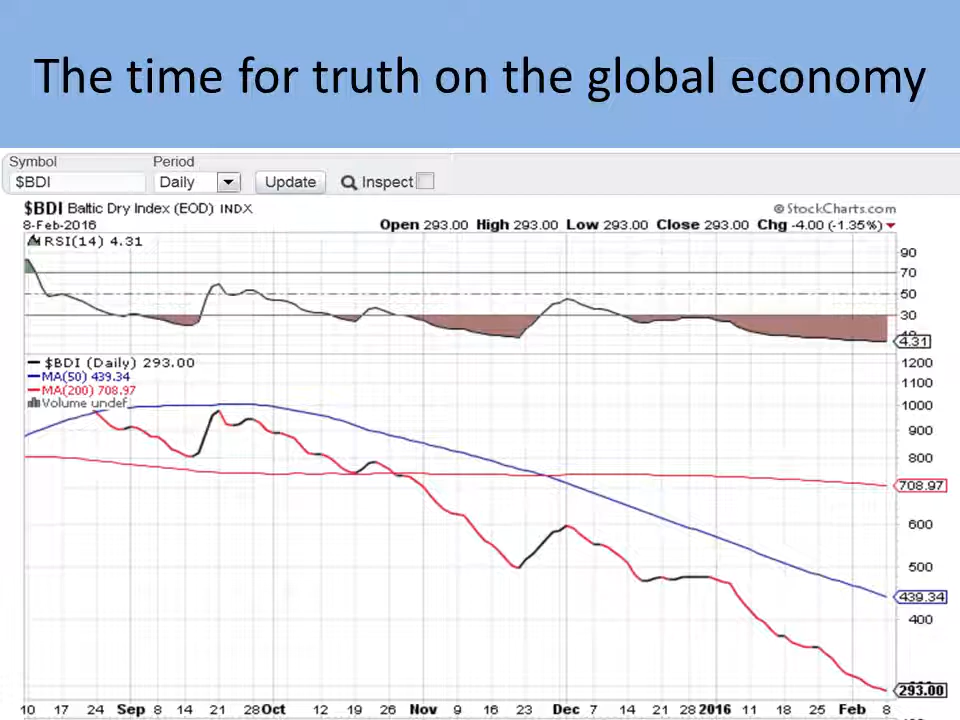 The time for truth on the global economy
Symbol Period
$BDI Daily Update Inspect
$BDI Baltic Dry Index (EOD) INDX ©StockCharts.com
8-Feb-2016 Open 293.00 High 293.00 Low 293.00 Close 293.00 Chg -4.00 (-1.35%)
RSI(14) 4.31
90
70
50
30
4.31
$BDI (Daily) 293.00
MA(50) 439.34
MA(200) 708.97
Volume undef
1200
1100
1000
900
800
708.97
600
500
439.34
400
293.00
10 17 24 Sep 8 14 21 28 Oct 12 19 26 Nov 9 16 23 Dec 7 14 21 28 2016 11 18 25 Feb 8